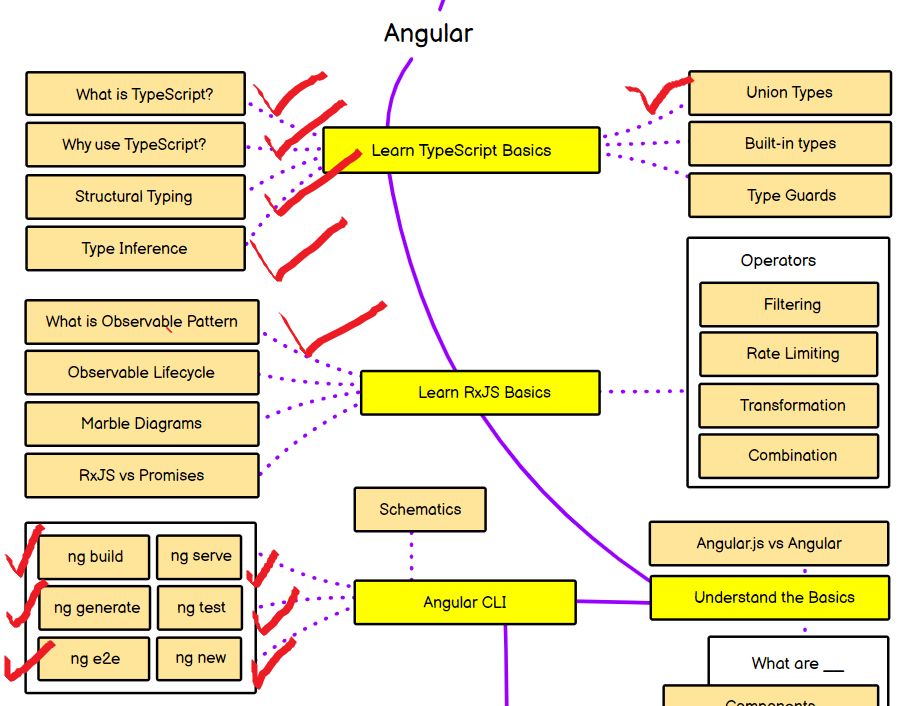 Angular
What is TypeScript?
Why use TypeScript?
Structural Typing
Type Inference
Learn TypeScript Basics
Union Types
Built-in types
Type Guards
What is Observable Pattern
Observable Lifecycle
Marble Diagrams
RxJS vs Promises
Learn RxJS Basics
Operators
Filtering
Rate Limiting
Transformation
Combination
Schematics
ng build
ng serve
ng generate
ng test
ng e2e
ng new
Angular CLI
Angular.js vs Angular
Understand the Basics
What are __
Components